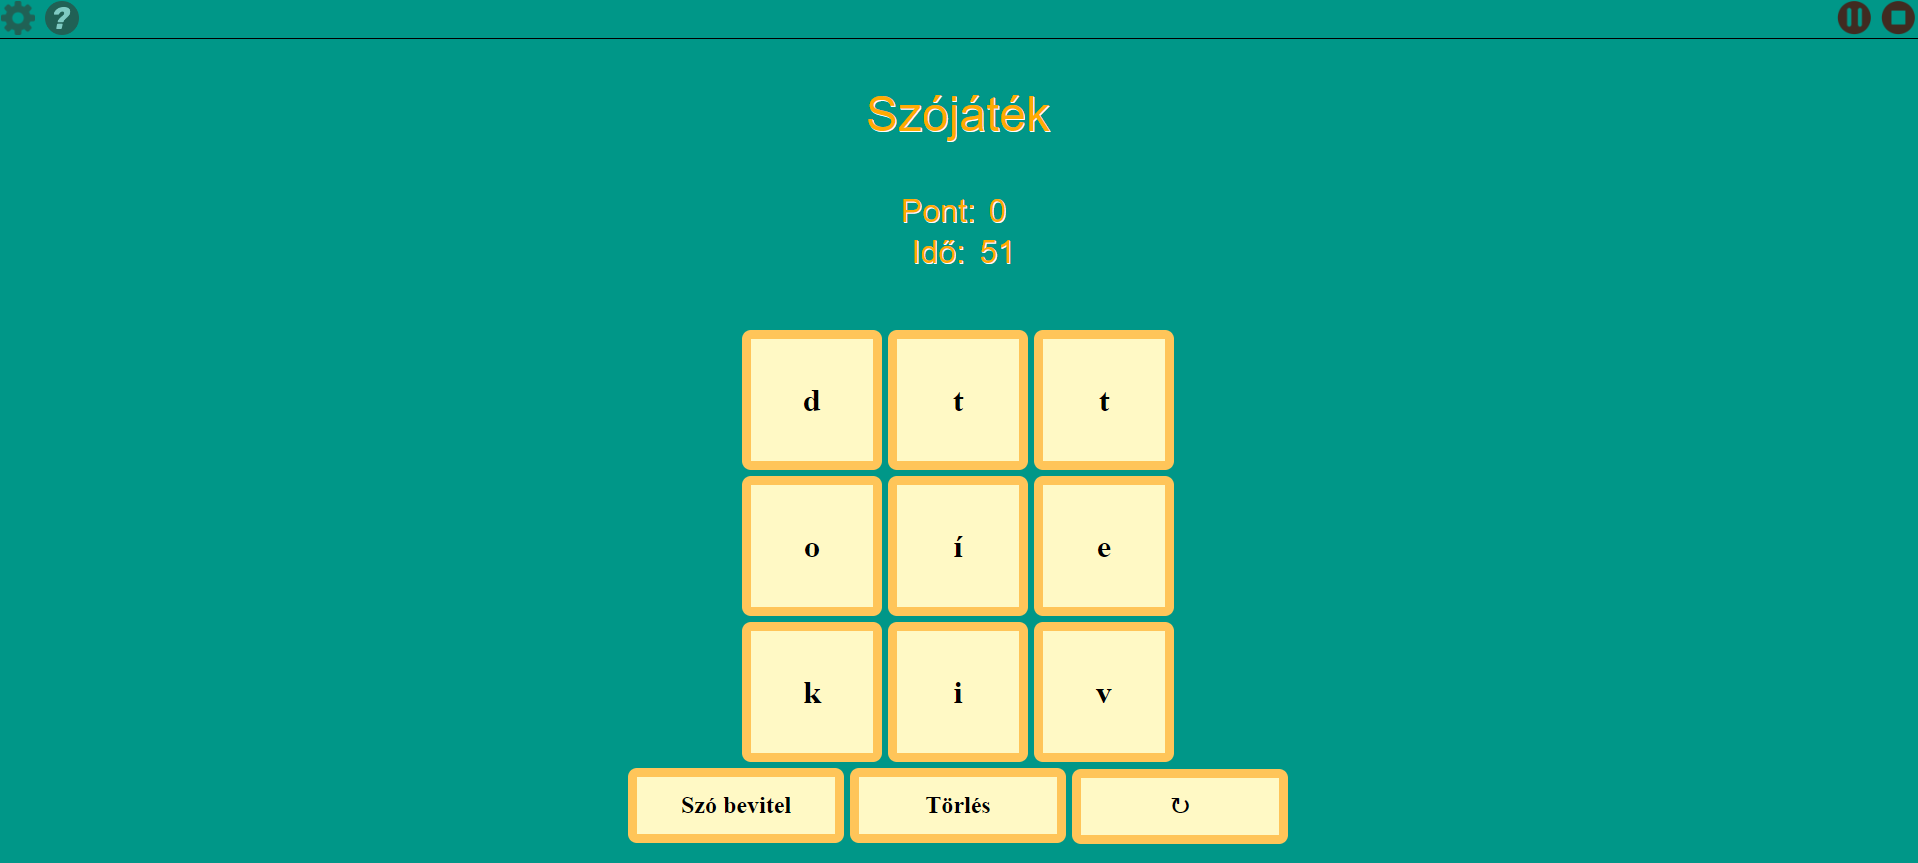 ?
Szójáték
Pont: 0
Idő: 51
d t t
o í e
k i v
Szó bevitel Törlés ↻